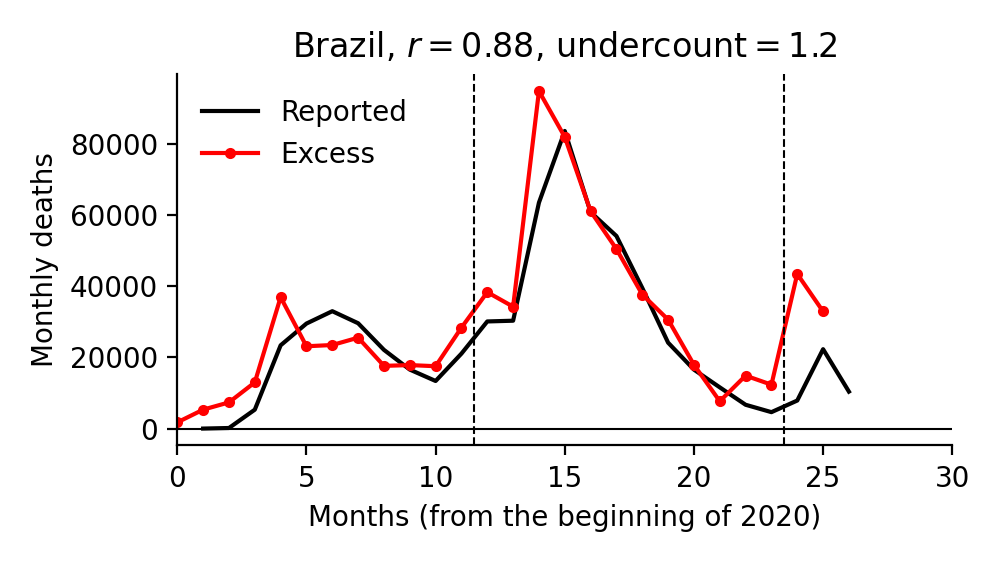 Brazil, r = 0.88, undercount = 1.2
Reported
Excess
80000
60000
40000
20000
0
Monthly deaths
0 5 10 15 20 25 30
Months (from the beginning of 2020)